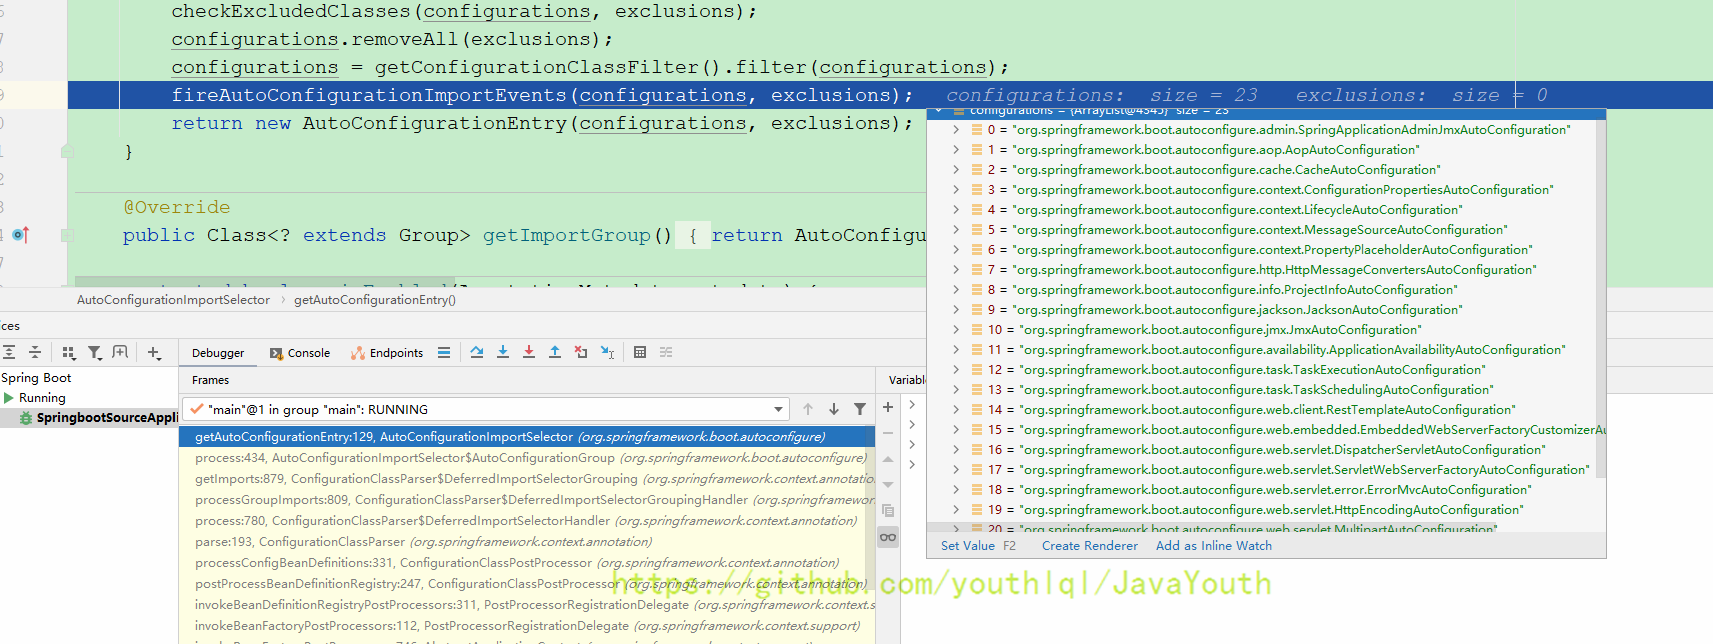 checkExcludedClasses(configurations, exclusions);
configurations.removeAll(exclusions);
configurations = getConfigurationClassFilter().filter(configurations);
fireAutoConfigurationImportEvents(configurations, exclusions); configurations: size = 23 exclusions: size = 0
return new AutoConfigurationEntry(configurations, exclusions);
}
@Override
public Class<? extends Group> getImportGroup() { return AutoConfigu
configurations = {ArrayList@4345} size = 23
0 = "org.springframework.boot.autoconfigure.admin.SpringApplicationAdminJmxAutoConfiguration"
1 = "org.springframework.boot.autoconfigure.aop.AopAutoConfiguration"
2 = "org.springframework.boot.autoconfigure.cache.CacheAutoConfiguration"
3 = "org.springframework.boot.autoconfigure.context.ConfigurationPropertiesAutoConfiguration"
4 = "org.springframework.boot.autoconfigure.context.LifecycleAutoConfiguration"
5 = "org.springframework.boot.autoconfigure.context.MessageSourceAutoConfiguration"
6 = "org.springframework.boot.autoconfigure.context.PropertyPlaceholderAutoConfiguration"
7 = "org.springframework.boot.autoconfigure.http.HttpMessageConvertersAutoConfiguration"
8 = "org.springframework.boot.autoconfigure.info.ProjectInfoAutoConfiguration"
9 = "org.springframework.boot.autoconfigure.jackson.JacksonAutoConfiguration"
10 = "org.springframework.boot.autoconfigure.jmx.JmxAutoConfiguration"
11 = "org.springframework.boot.autoconfigure.availability.ApplicationAvailabilityAutoConfiguration"
12 = "org.springframework.boot.autoconfigure.task.TaskExecutionAutoConfiguration"
13 = "org.springframework.boot.autoconfigure.task.TaskSchedulingAutoConfiguration"
14 = "org.springframework.boot.autoconfigure.web.client.RestTemplateAutoConfiguration"
15 = "org.springframework.boot.autoconfigure.web.embedded.EmbeddedWebServerFactoryCustomizerAu
16 = "org.springframework.boot.autoconfigure.web.servlet.DispatcherServletAutoConfiguration"
17 = "org.springframework.boot.autoconfigure.web.servlet.ServletWebServerFactoryAutoConfiguration"
18 = "org.springframework.boot.autoconfigure.web.servlet.error.ErrorMvcAutoConfiguration"
19 = "org.springframework.boot.autoconfigure.web.servlet.HttpEncodingAutoConfiguration"
20 = "org.springframework.boot.autoconfigure.web.servlet.MultipartAutoConfiguration"
Set Value F2 Create Renderer Add as Inline Watch
AutoConfigurationImportSelector › getAutoConfigurationEntry()
ices
Debugger Console Endpoints
Spring Boot
Running
SpringbootSourceAppli
Frames
Variabl
"main"@1 in group "main": RUNNING
getAutoConfigurationEntry:129, AutoConfigurationImportSelector (org.springframework.boot.autoconfigure)
process:434, AutoConfigurationImportSelector$AutoConfigurationGroup (org.springframework.boot.autoconfigure)
getImports:879, ConfigurationClassParser$DeferredImportSelectorGrouping (org.springframework.context.annotatio
processGroupImports:809, ConfigurationClassParser$DeferredImportSelectorGroupingHandler (org.springframewor
process:780, ConfigurationClassParser$DeferredImportSelectorHandler (org.springframework.context.annotation)
parse:193, ConfigurationClassParser (org.springframework.context.annotation)
processConfigBeanDefinitions:331, ConfigurationClassPostProcessor (org.springframework.context.annotation)
postProcessBeanDefinitionRegistry:247, ConfigurationClassPostProcessor (org.springframework.context.annotation)
invokeBeanDefinitionRegistryPostProcessors:311, PostProcessorRegistrationDelegate (org.springframework.context.s
invokeBeanFactoryPostProcessors:112, PostProcessorRegistrationDelegate (org.springframework.context.support)
https://github.com/youthlql/JavaYouth